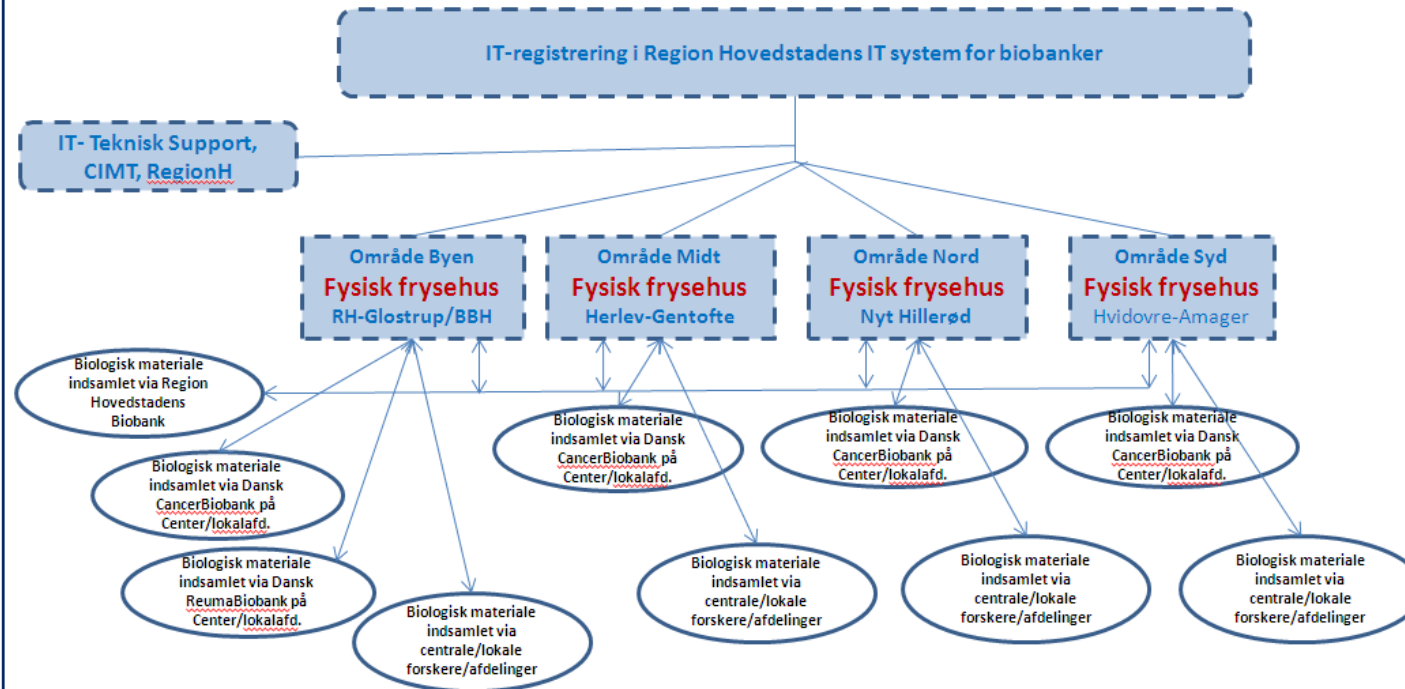 IT-registrering i Region Hovedstadens IT system for biobanker
IT- Teknisk Support,
CIMT, RegionH
Område Byen
Fysisk frysehus
RH-Glostrup/BBH
Område Midt
Fysisk frysehus
Herlev-Gentofte
Område Nord
Fysisk frysehus
Nyt Hillerød
Område Syd
Fysisk frysehus
Hvidovre-Amager
Biologisk materiale
indsamlet via Region
Hovedstadens
Biobank
Biologisk materiale
indsamlet via Dansk
CancerBiobank på
Center/lokalafd.
Biologisk materiale
indsamlet via Dansk
CancerBiobank på
Center/lokalafd.
Biologisk materiale
indsamlet via Dansk
CancerBiobank på
Center/lokalafd.
Biologisk materiale
indsamlet via Dansk
CancerBiobank på
Center/lokalafd.
Biologisk materiale
indsamlet via Dansk
ReumaBiobank på
Center/lokalafd.
Biologisk materiale
indsamlet via
centrale/lokale
forskere/afdelinger
Biologisk materiale
indsamlet via
centrale/lokale
forskere/afdelinger
Biologisk materiale
indsamlet via
centrale/lokale
forskere/afdelinger
Biologisk materiale
indsamlet via
centrale/lokale
forskere/afdelinger